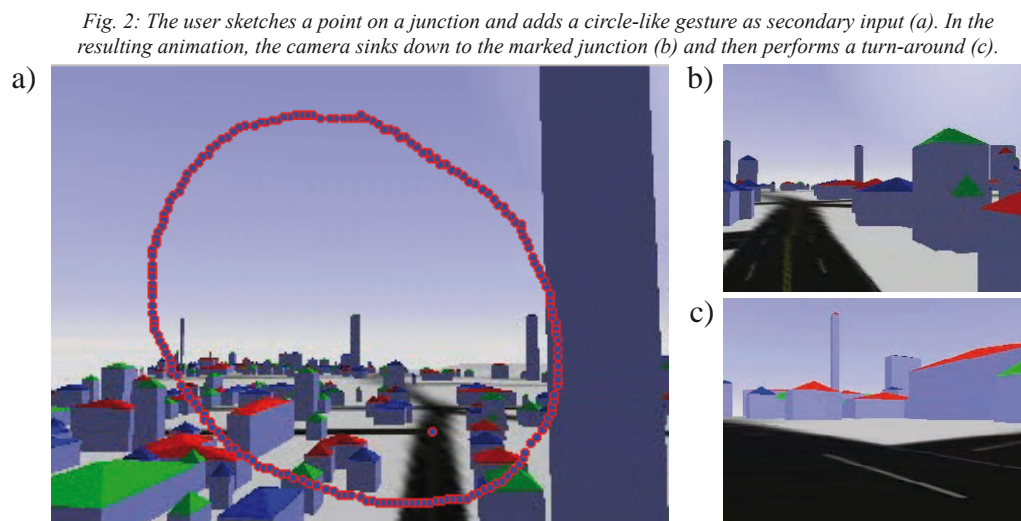 Fig. 2: The user sketches a point on a junction and adds a circle-like gesture as secondary input (a). In the
resulting animation, the camera sinks down to the marked junction (b) and then performs a turn-around (c).
a)
b)
c)